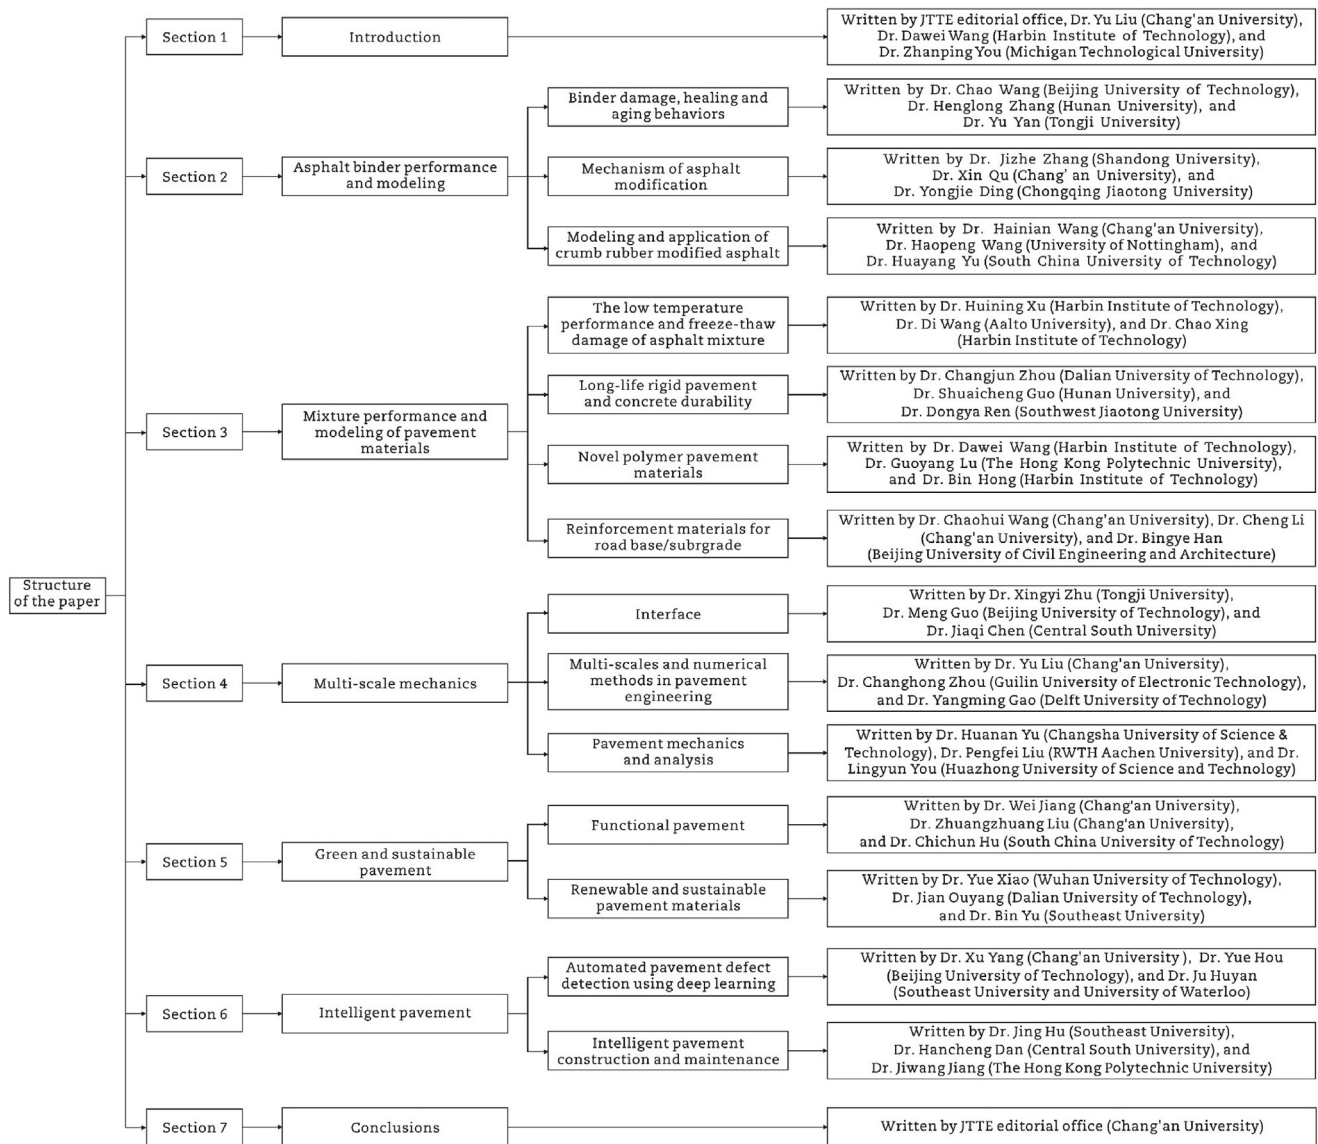 Structure
of the paper
Section 1
Introduction
Written by JTTE editorial office, Dr. Yu Liu (Chang'an University),
Dr. Dawei Wang (Harbin Institute of Technology), and
Dr. Zhanping You (Michigan Technological University)
Section 2
Asphalt binder performance
and modeling
Binder damage, healing and
aging behaviors
Written by Dr. Chao Wang (Beijing University of Technology),
Dr. Henglong Zhang (Hunan University), and
Dr. Yu Yan (Tongji University)
Mechanism of asphalt
modification
Written by Dr. Jizhe Zhang (Shandong University),
Dr. Xin Qu (Chang' an University), and
Dr. Yongjie Ding (Chongqing Jiaotong University)
Modeling and application of
crumb rubber modified asphalt
Written by Dr. Hainian Wang (Chang'an University),
Dr. Haopeng Wang (University of Nottingham), and
Dr. Huayang Yu (South China University of Technology)
Section 3
Mixture performance and
modeling of pavement
materials
The low temperature
performance and freeze-thaw
damage of asphalt mixture
Written by Dr. Huining Xu (Harbin Institute of Technology),
Dr. Di Wang (Aalto University), and Dr. Chao Xing
(Harbin Institute of Technology)
Long-life rigid pavement
and concrete durability
Written by Dr. Changjun Zhou (Dalian University of Technology),
Dr. Shuaicheng Guo (Hunan University), and
Dr. Dongya Ren (Southwest Jiaotong University)
Novel polymer pavement
materials
Written by Dr. Dawei Wang (Harbin Institute of Technology),
Dr. Guoyang Lu (The Hong Kong Polytechnic University),
and Dr. Bin Hong (Harbin Institute of Technology)
Reinforcement materials for
road base/subrgrade
Written by Dr. Chaohui Wang (Chang'an University), Dr. Cheng Li
(Chang'an University), and Dr. Bingye Han
(Beijing University of Civil Engineering and Architecture)
Section 4
Multi-scale mechanics
Interface
Written by Dr. Xingyi Zhu (Tongji University),
Dr. Meng Guo (Beijing University of Technology), and
Dr. Jiaqi Chen (Central South University)
Multi-scales and numerical
methods in pavement
engineering
Written by Dr. Yu Liu (Chang'an University),
Dr. Changhong Zhou (Guilin University of Electronic Technology),
and Dr. Yangming Gao (Delft University of Technology)
Pavement mechanics
and analysis
Written by Dr. Huanan Yu (Changsha University of Science &
Technology), Dr. Pengfei Liu (RWTH Aachen University), and Dr.
Lingyun You (Huazhong University of Science and Technology)
Section 5
Green and sustainable
pavement
Functional pavement
Written by Dr. Wei Jiang (Chang'an University),
Dr. Zhuangzhuang Liu (Chang'an University),
and Dr. Chichun Hu (South China University of Technology)
Renewable and sustainable
pavement materials
Written by Dr. Yue Xiao (Wuhan University of Technology),
Dr. Jian Ouyang (Dalian University of Technology),
and Dr. Bin Yu (Southeast University)
Section 6
Intelligent pavement
Automated pavement defect
detection using deep learning
Written by Dr. Xu Yang (Chang'an University ), Dr. Yue Hou
(Beijing University of Technology), and Dr. Ju Huyan
(Southeast University and University of Waterloo)
Intelligent pavement
construction and maintenance
Written by Dr. Jing Hu (Southeast University),
Dr. Hancheng Dan (Central South University), and
Dr. Jiwang Jiang (The Hong Kong Polytechnic University)
Section 7
Conclusions
Written by JTTE editorial office (Chang'an University)